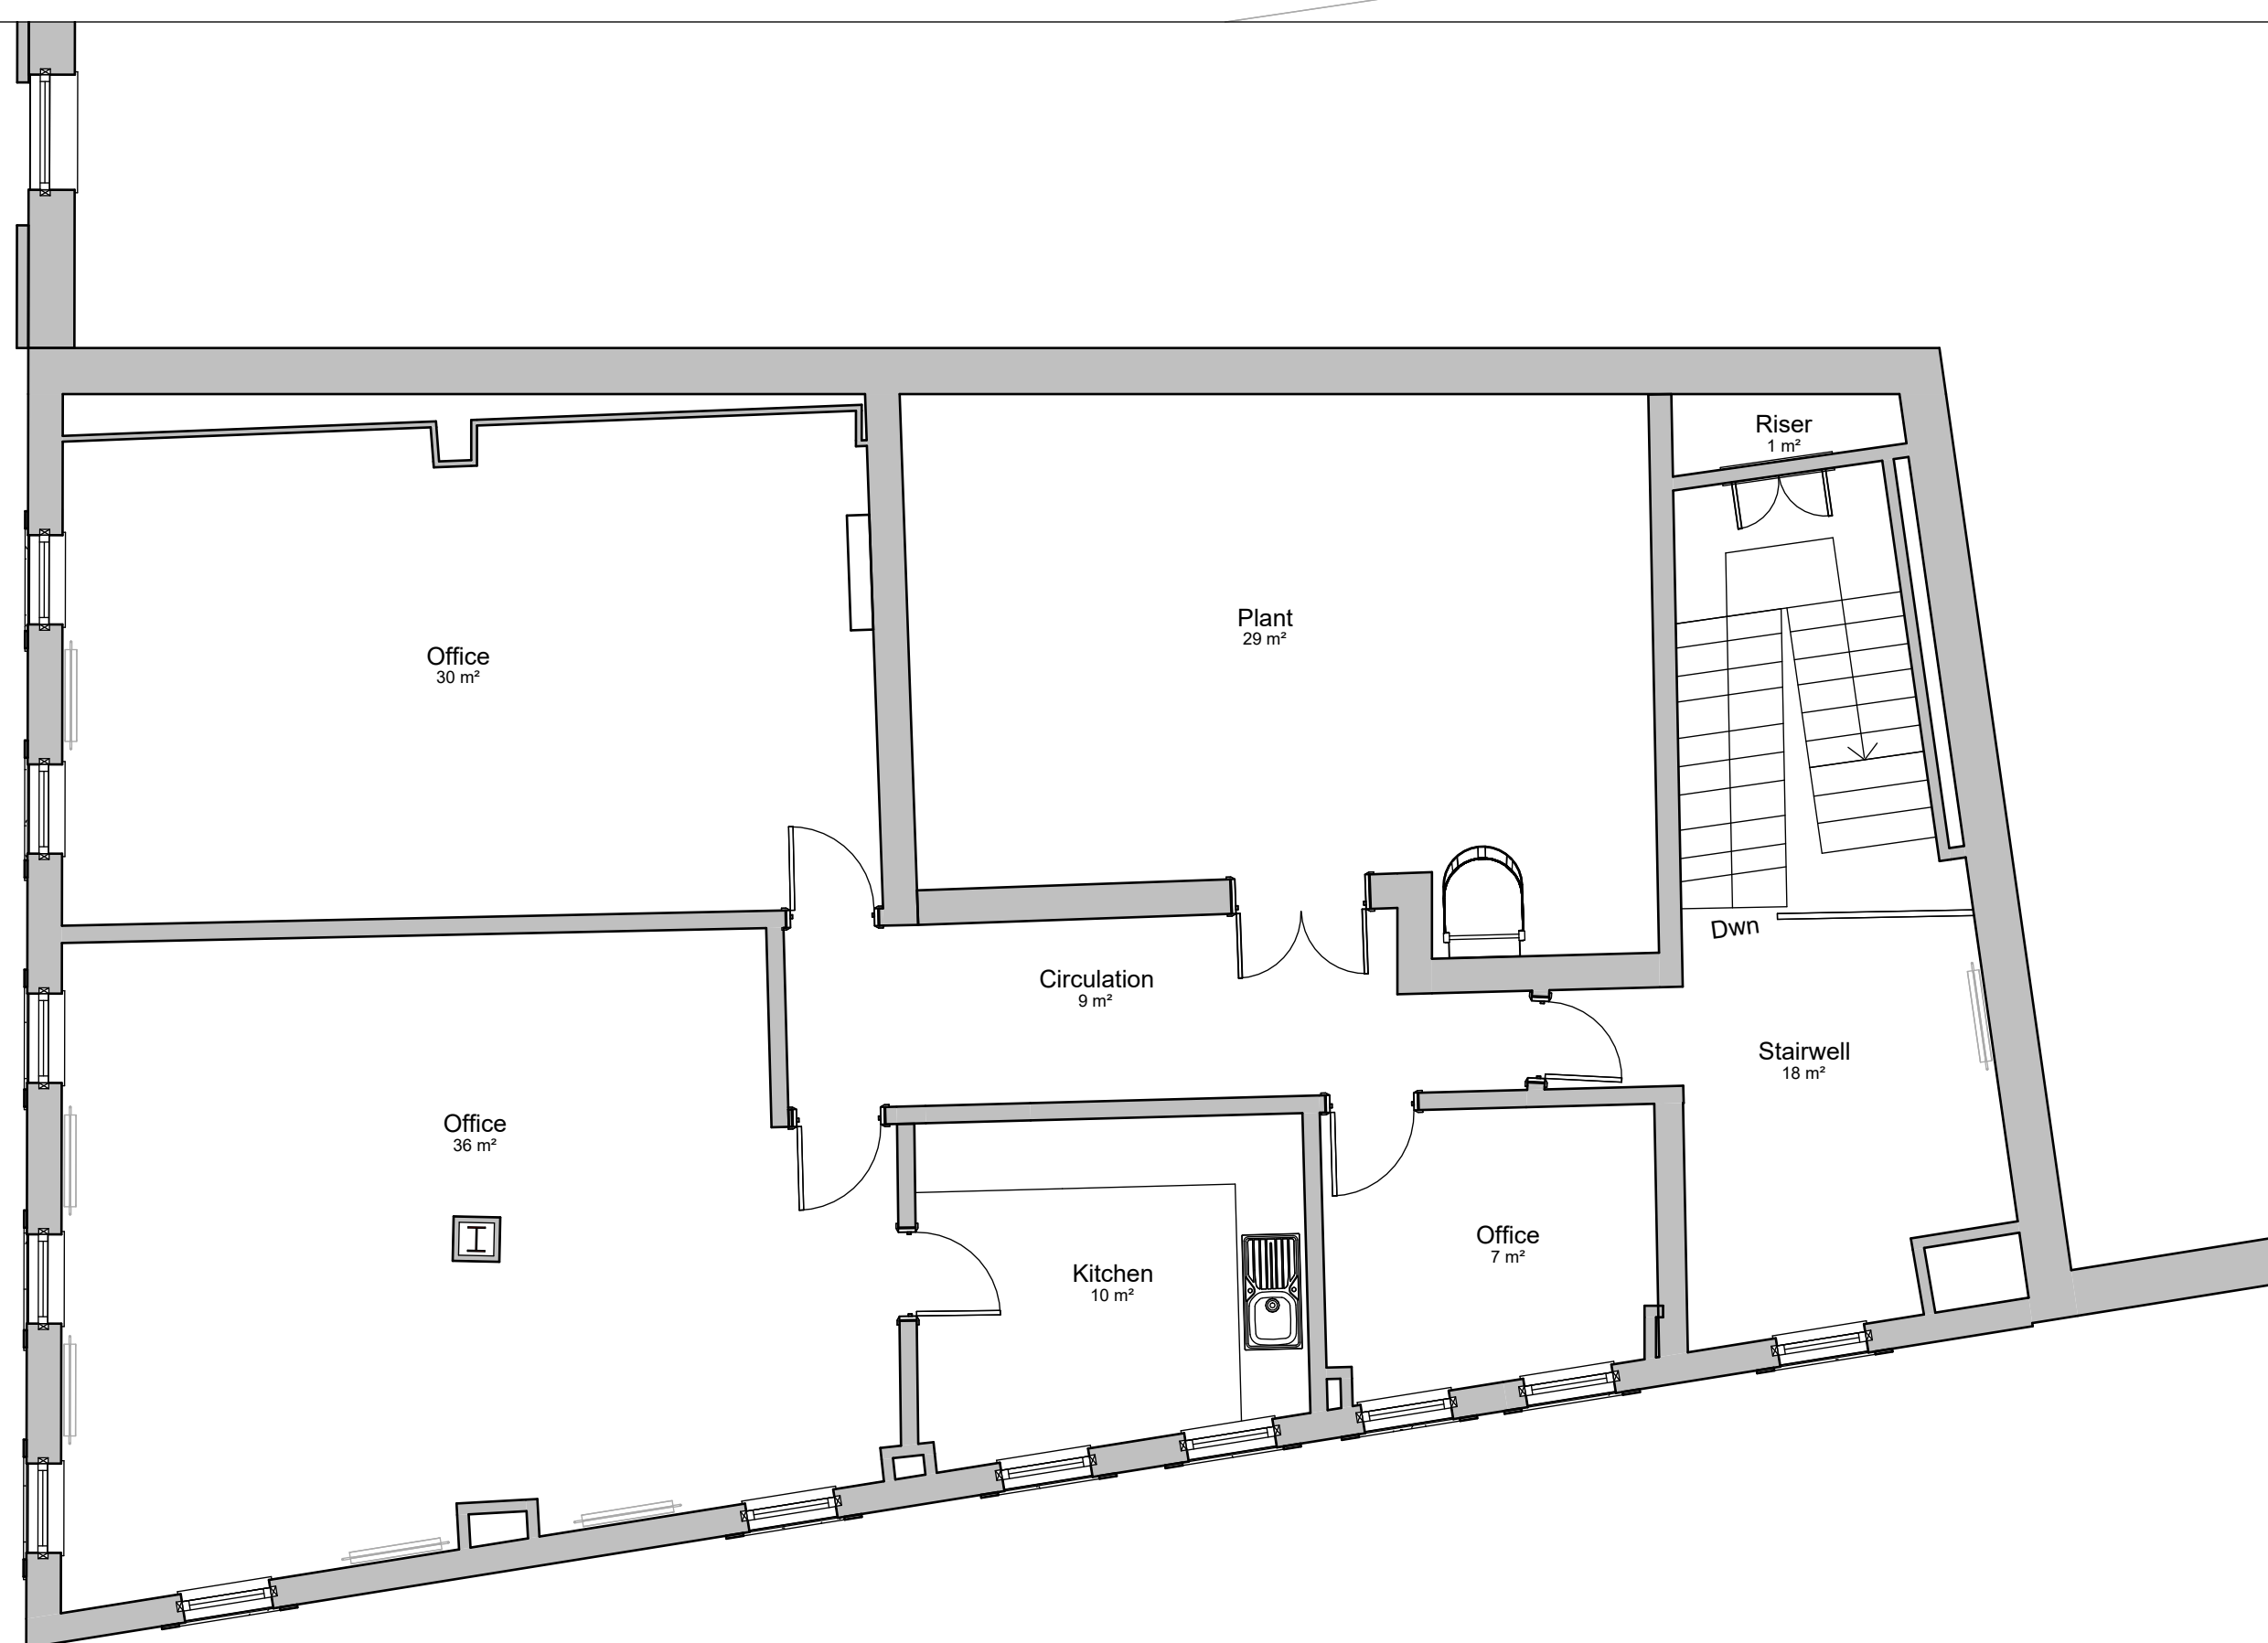 Riser
1 m²
Plant
29 m²
Office
30 m²
Dwn
Circulation
9 m²
Stairwell
18 m²
Office
36 m²
Office
7 m²
Kitchen
10 m²